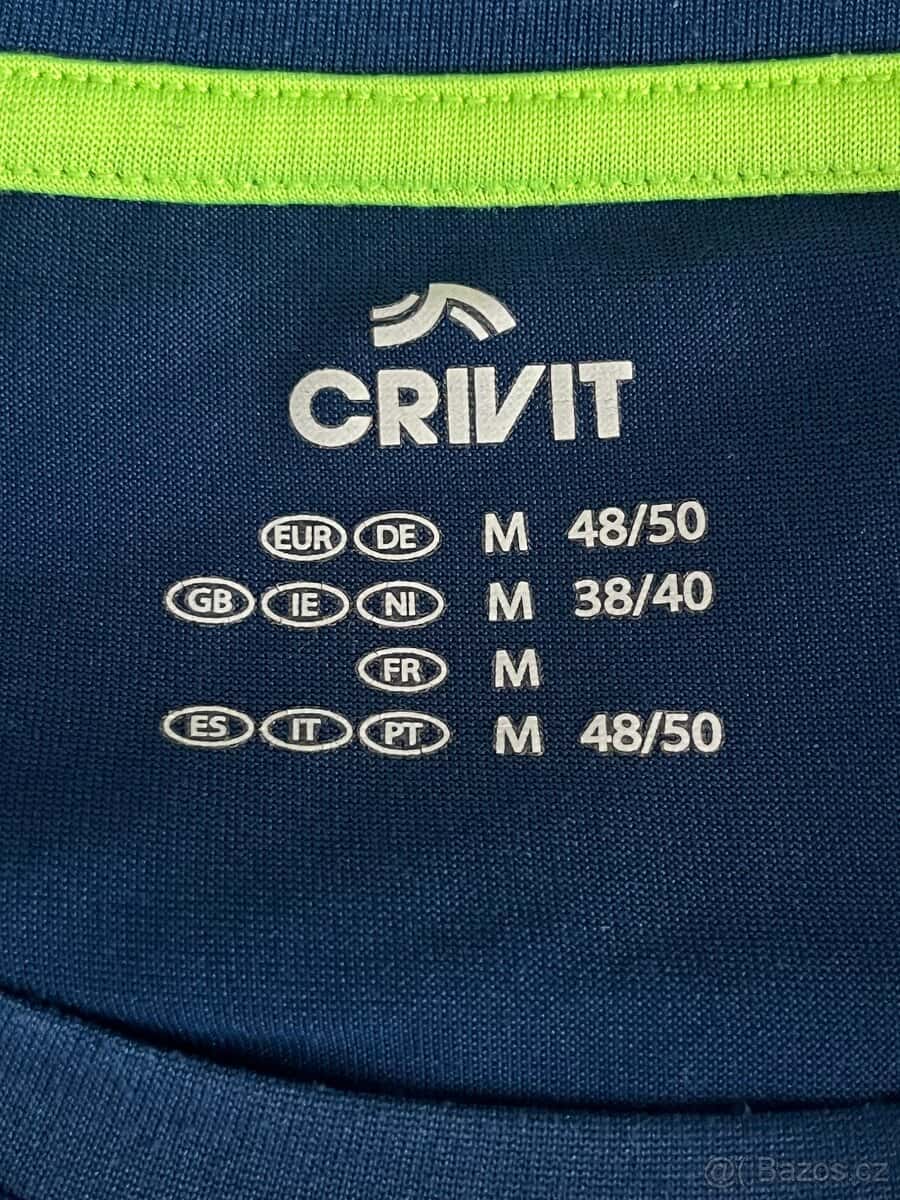 CRIVIT
EUR DE M 48/50
GB IE NI M 38/40
FR M
ES IT PT M 48/50
@( Bazos.cz